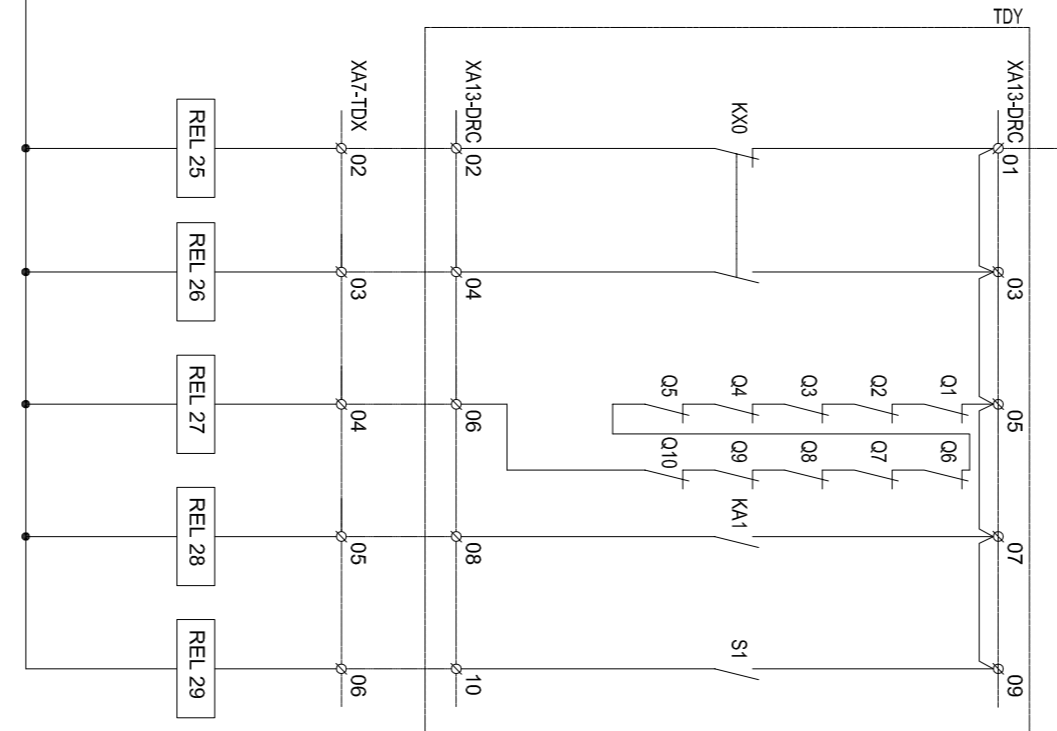 TDY
XA7-TDX
XA13-DRC
KX0
XA13-DRC
REL 25
02
02
01
REL 26
03
04
03
Q5
Q4
Q3
Q2
Q1
REL 27
04
06
05
Q10
Q9
Q8
Q7
Q6
KA1
REL 28
05
08
07
S1
REL 29
06
10
09